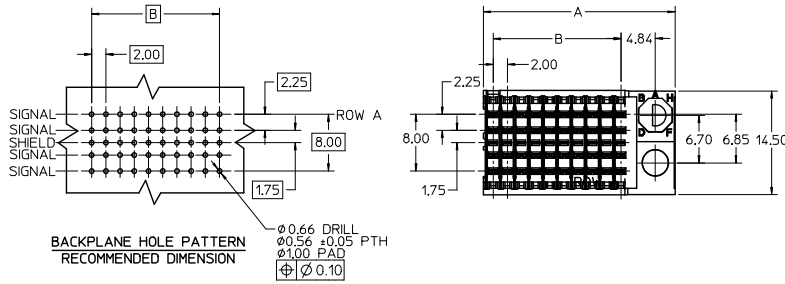 B
2.00
2.25
SIGNAL
ROW A
SIGNAL
SHIELD
8.00
SIGNAL
SIGNAL
1.75
Ø0.66 DRILL
Ø0.56 ±0.05 PTH
Ø1.00 PAD
⌖ Ø 0.10
BACKPLANE HOLE PATTERN
RECOMMENDED DIMENSION
A
B
4.84
2.00
2.25
B A H
D F
8.00
6.70
6.85
14.50
1.75